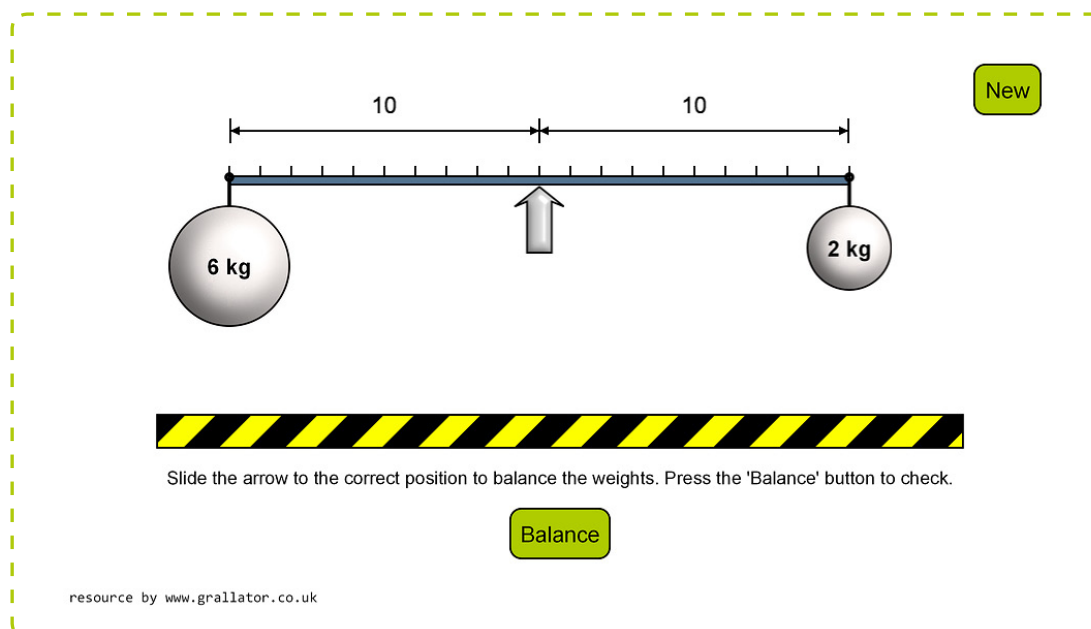 New
10 10
6 kg 2 kg
Slide the arrow to the correct position to balance the weights. Press the 'Balance' button to check.
Balance
resource by www.grallator.co.uk